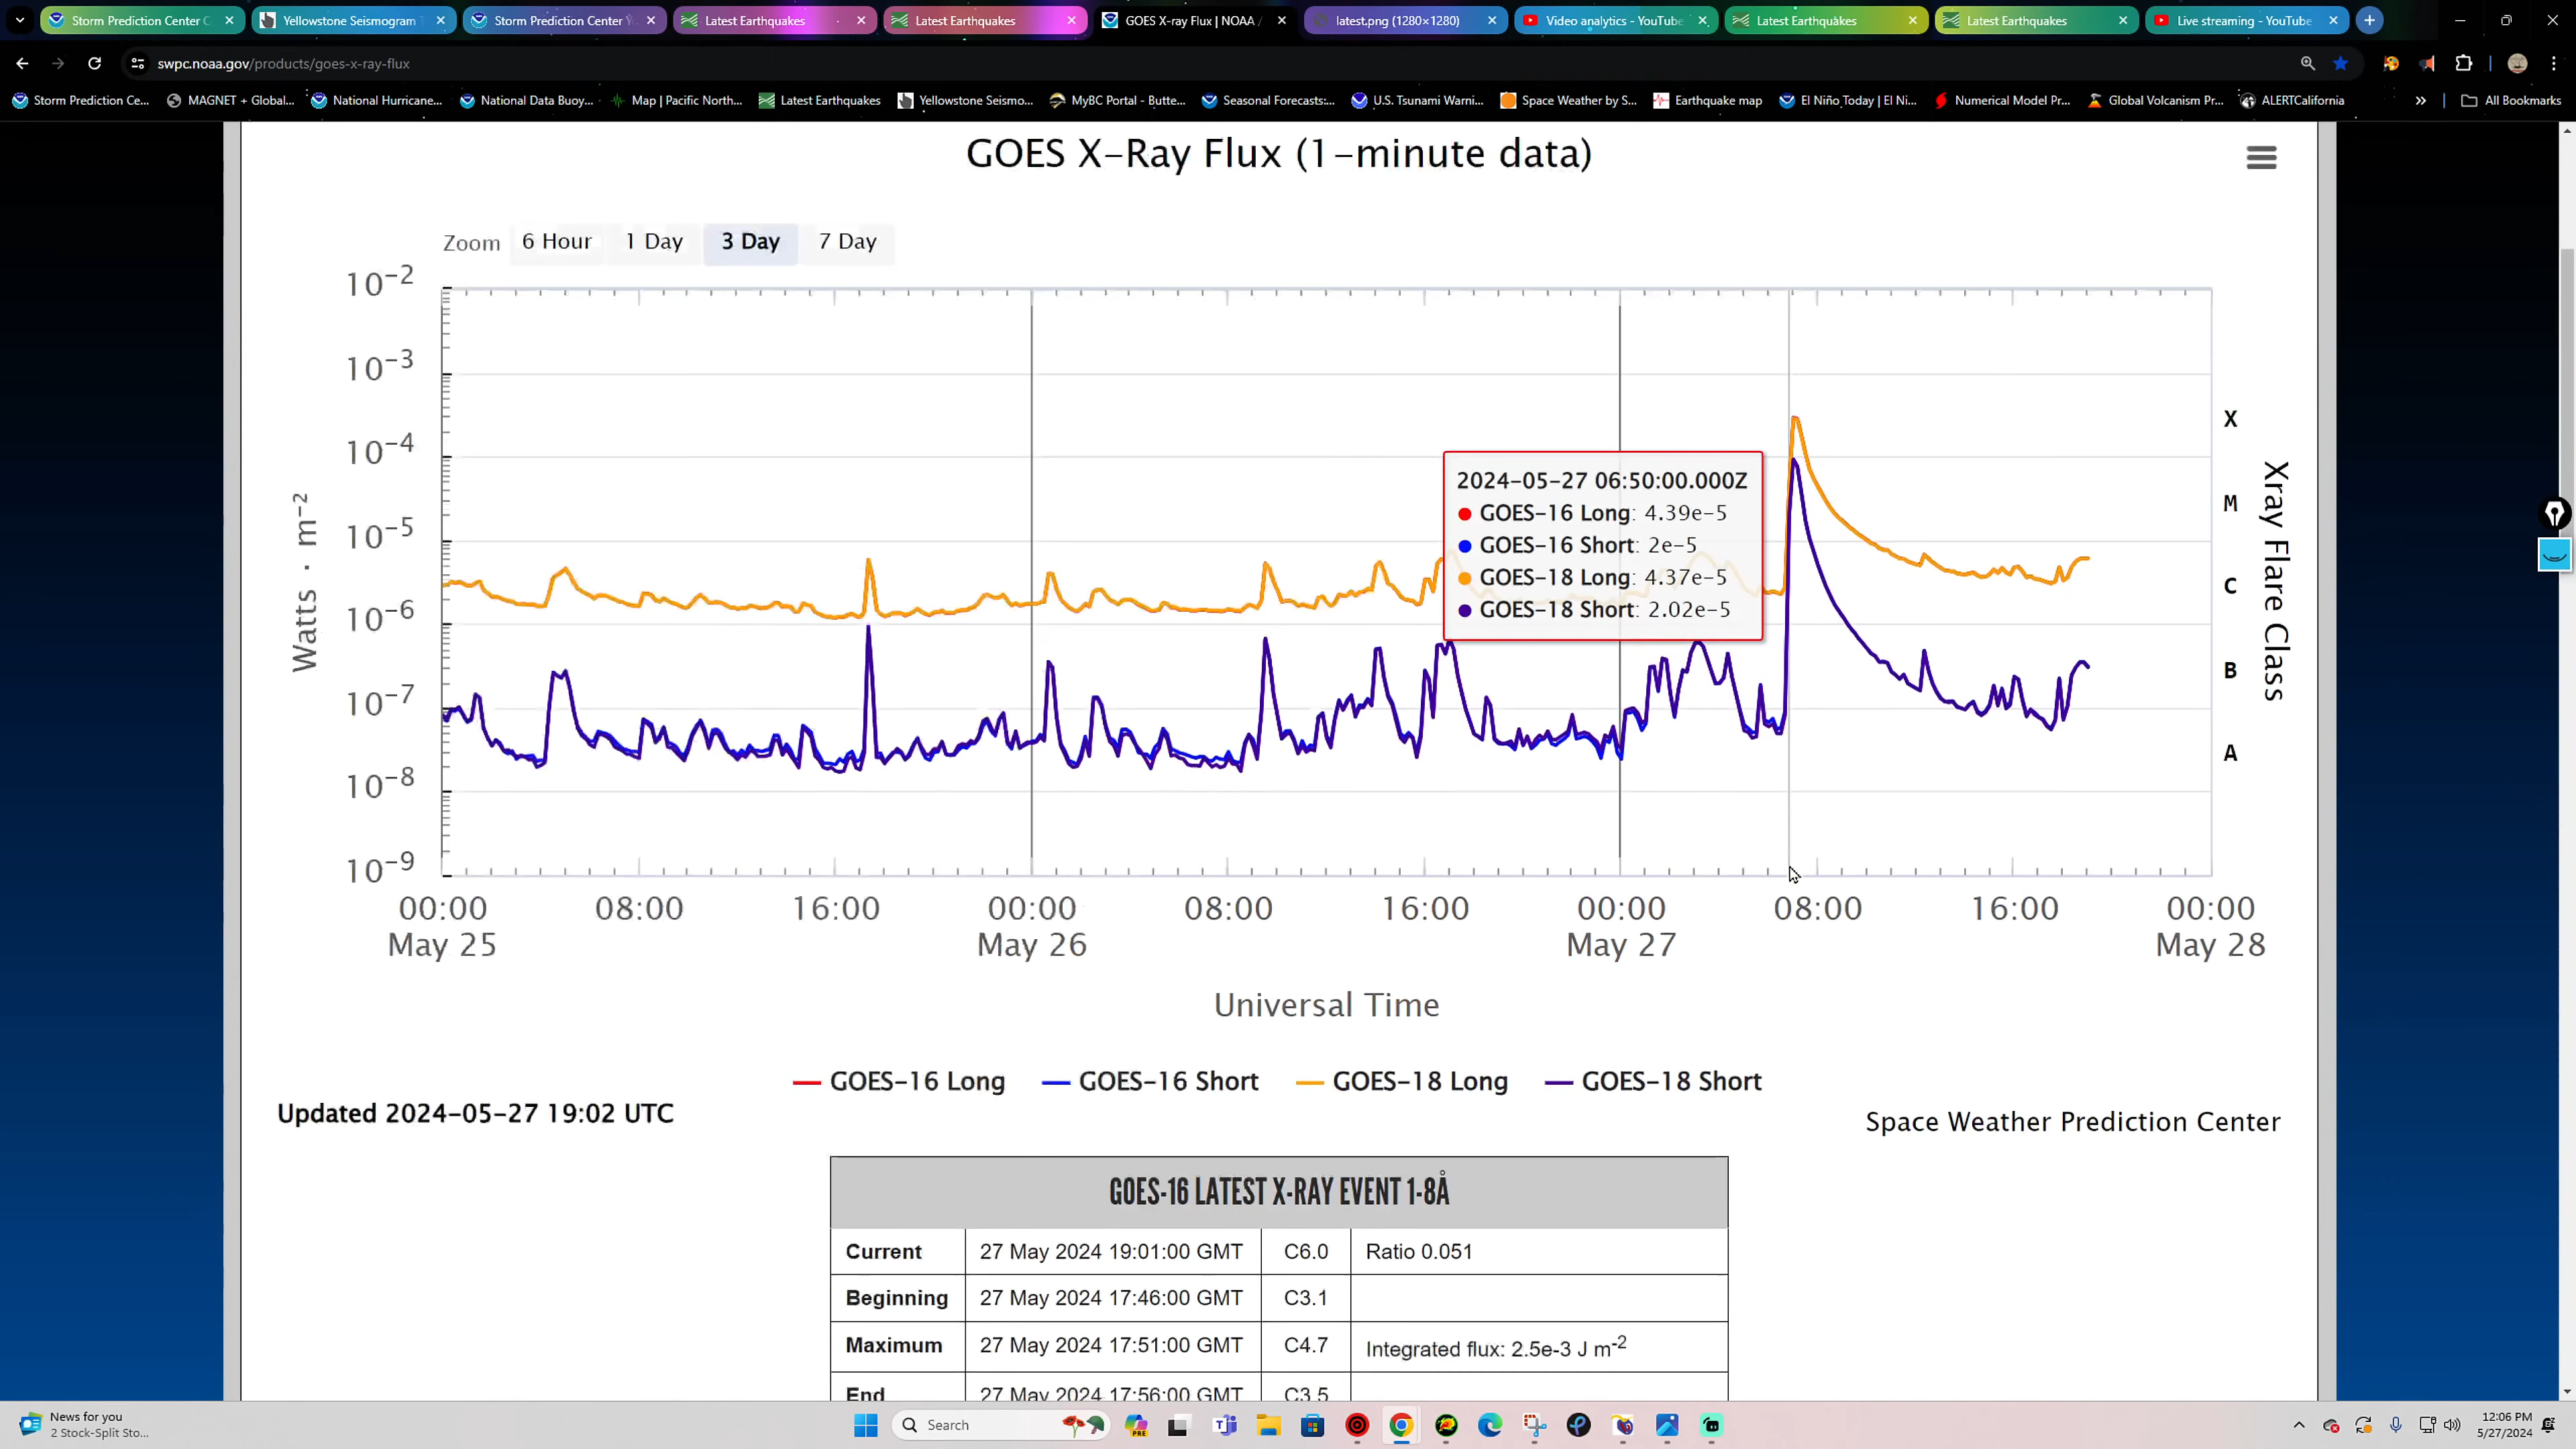 Storm Prediction Center C
Yellowstone Seismogram T
Storm Prediction Center
Latest Earthquakes
Latest Earthquakes
GOES X-ray Flux | NOAA /
latest.png (1280×1280)
Video analytics - YouTube
Latest Earthquakes
Latest Earthquakes
Live streaming - YouTube
swpc.noaa.gov/products/goes-x-ray-flux
Storm Prediction Ce...
MAGNET + Global...
National Hurricane...
National Data Buoy...
Map | Pacific North...
Latest Earthquakes
Yellowstone Seismo...
MyBC Portal - Butte...
Seasonal Forecasts:...
U.S. Tsunami Warni...
Space Weather by S...
Earthquake map
El Niño Today | El Ni...
Numerical Model Pr...
Global Volcanism Pr...
ALERTCalifornia
All Bookmarks
GOES X-Ray Flux (1-minute data)
Zoom 6 Hour 1 Day 3 Day 7 Day
10-2
10-3
10-4
10-5
10-6
10-7
10-8
10-9
Watts · m-2
X
M
C
B
A
Xray Flare Class
2024-05-27 06:50:00.000Z
GOES-16 Long: 4.39e-5
GOES-16 Short: 2e-5
GOES-18 Long: 4.37e-5
GOES-18 Short: 2.02e-5
00:00 08:00 16:00 00:00 08:00 16:00 00:00 08:00 16:00 00:00
May 25 May 26 May 27 May 28
Universal Time
GOES-16 Long GOES-16 Short GOES-18 Long GOES-18 Short
Updated 2024-05-27 19:02 UTC
Space Weather Prediction Center
GOES-16 LATEST X-RAY EVENT 1-8Å
Current 27 May 2024 19:01:00 GMT C6.0 Ratio 0.051
Beginning 27 May 2024 17:46:00 GMT C3.1
Maximum 27 May 2024 17:51:00 GMT C4.7 Integrated flux: 2.5e-3 J m-2
End 27 May 2024 17:56:00 GMT C3.5
News for you
2 Stock-Split Sto...
Search
PRE
12:06 PM
5/27/2024